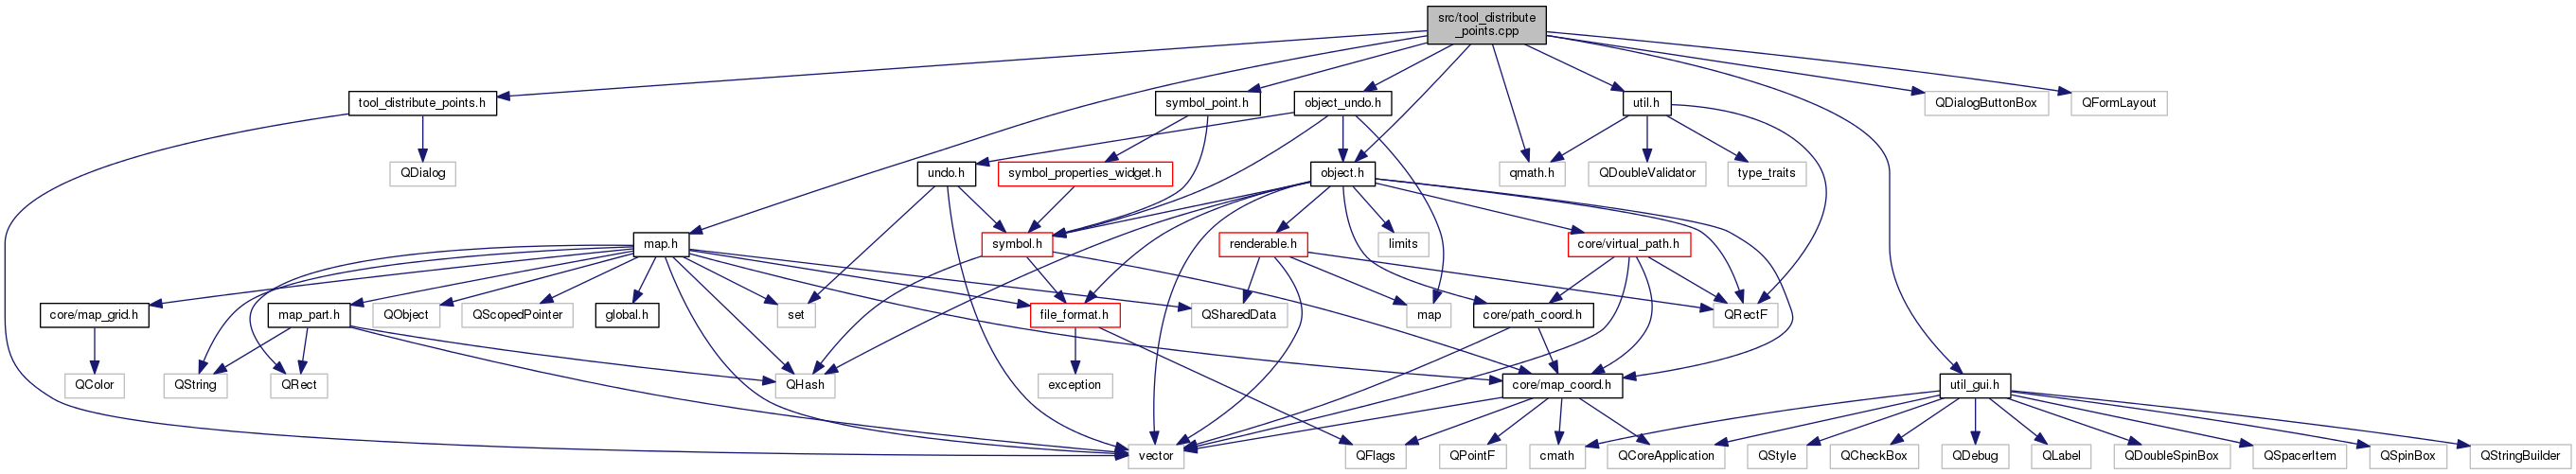 src/tool_distribute
_points.cpp
tool_distribute_points.h
symbol_point.h
object_undo.h
util.h
QDialogButtonBox
QFormLayout
QDialog
undo.h
symbol_properties_widget.h
object.h
qmath.h
QDoubleValidator
type_traits
map.h
symbol.h
renderable.h
limits
core/virtual_path.h
core/map_grid.h
map_part.h
QObject
QScopedPointer
global.h
set
file_format.h
QSharedData
map
core/path_coord.h
QRectF
QColor
QString
QRect
QHash
exception
core/map_coord.h
util_gui.h
vector
QFlags
QPointF
cmath
QCoreApplication
QStyle
QCheckBox
QDebug
QLabel
QDoubleSpinBox
QSpacerItem
QSpinBox
QStringBuilder